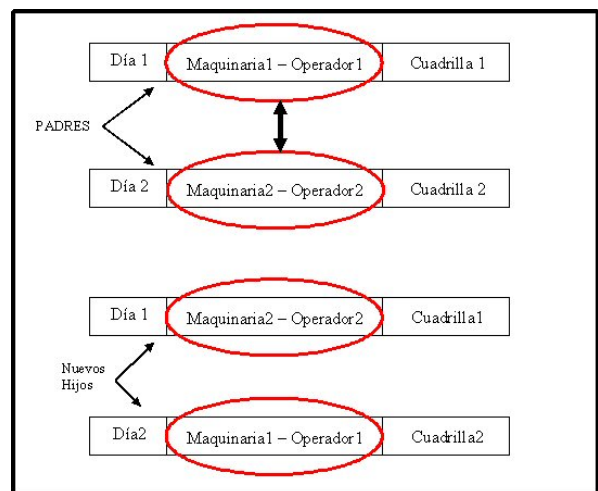 Día 1 Maquinaria1 – Operador1 Cuadrilla 1
PADRES
Día 2 Maquinaria2 – Operador2 Cuadrilla 2
Día 1 Maquinaria2 – Operador2 Cuadrilla1
Nuevos
Hijos
Día2 Maquinaria1 – Operador1 Cuadrilla2